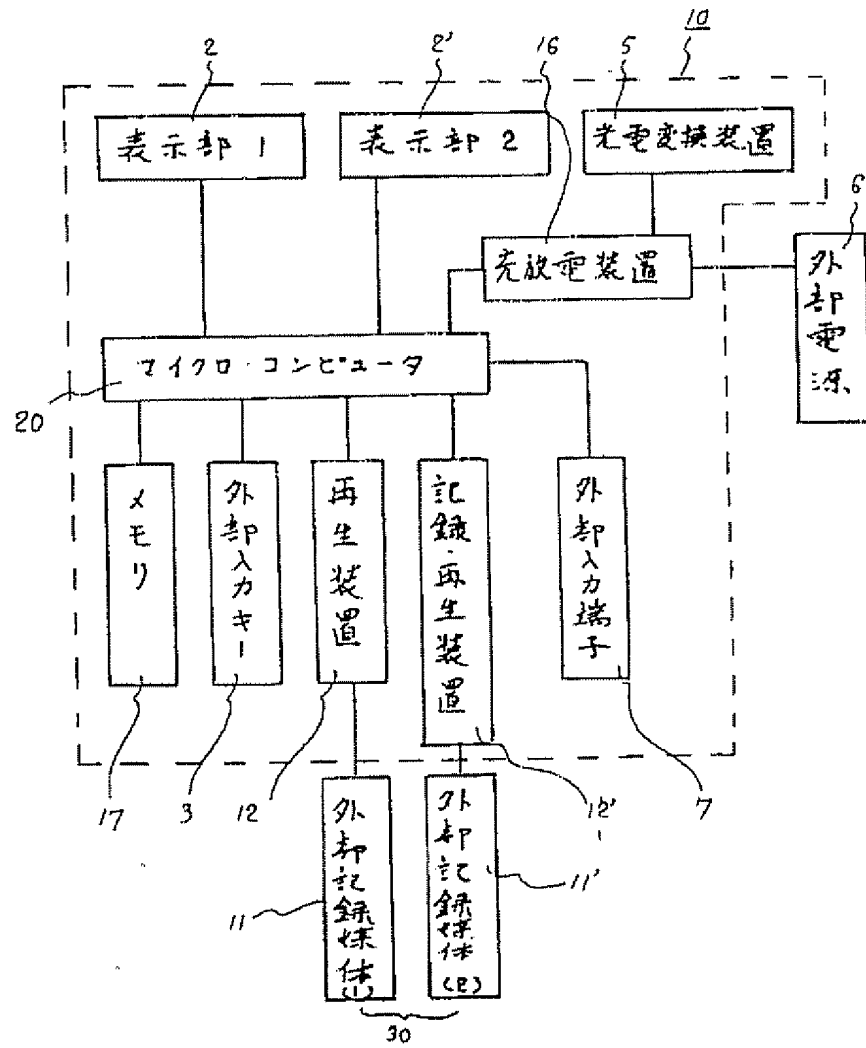 10
2
2'
16
5
表示部 1
表示部 2
光電変換装置
6
充放電装置
外部電源
マイクロ・コンピュータ
20
メモリ
外部入力キー
再生装置
記録・再生装置
外部入力端子
17
3
12
12'
7
外部記録媒体(1)
外部記録媒体(2)
11
11'
30